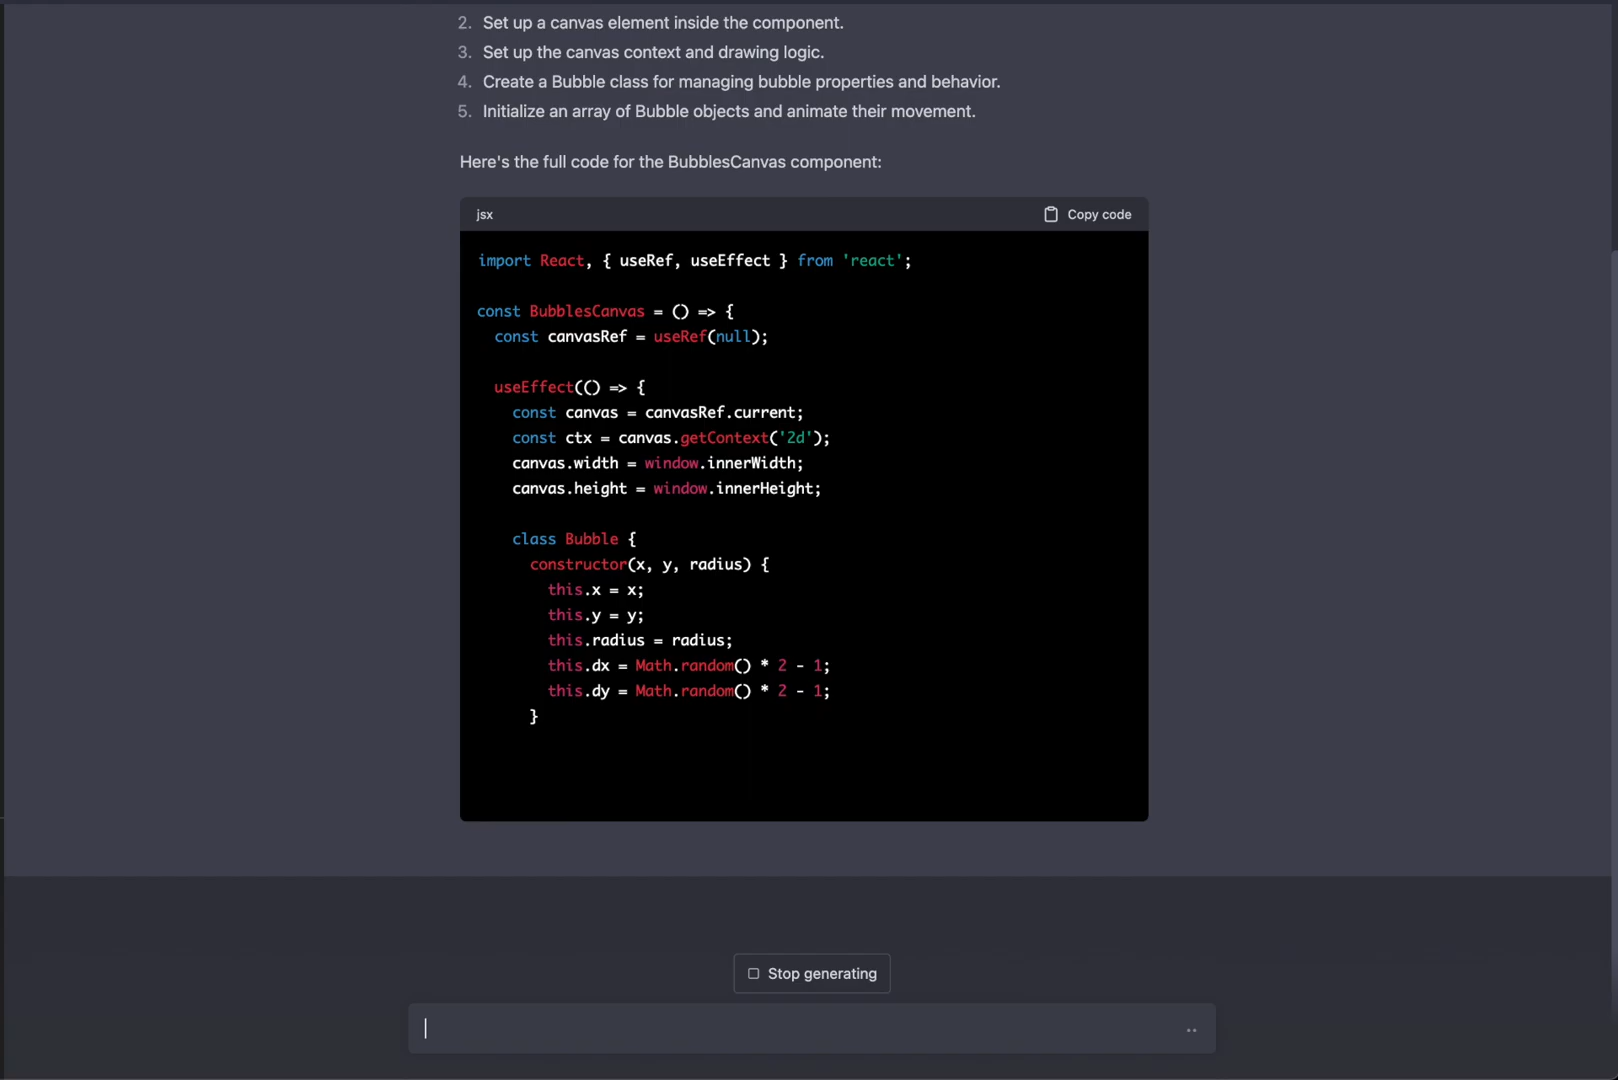 2. Set up a canvas element inside the component.
3. Set up the canvas context and drawing logic.
4. Create a Bubble class for managing bubble properties and behavior.
5. Initialize an array of Bubble objects and animate their movement.
Here's the full code for the BubblesCanvas component:
jsx Copy code
import React, { useRef, useEffect } from 'react';
const BubblesCanvas = () => {
const canvasRef = useRef(null);
useEffect(() => {
const canvas = canvasRef.current;
const ctx = canvas.getContext('2d');
canvas.width = window.innerWidth;
canvas.height = window.innerHeight;
class Bubble {
constructor(x, y, radius) {
this.x = x;
this.y = y;
this.radius = radius;
this.dx = Math.random() * 2 - 1;
this.dy = Math.random() * 2 - 1;
}
Stop generating